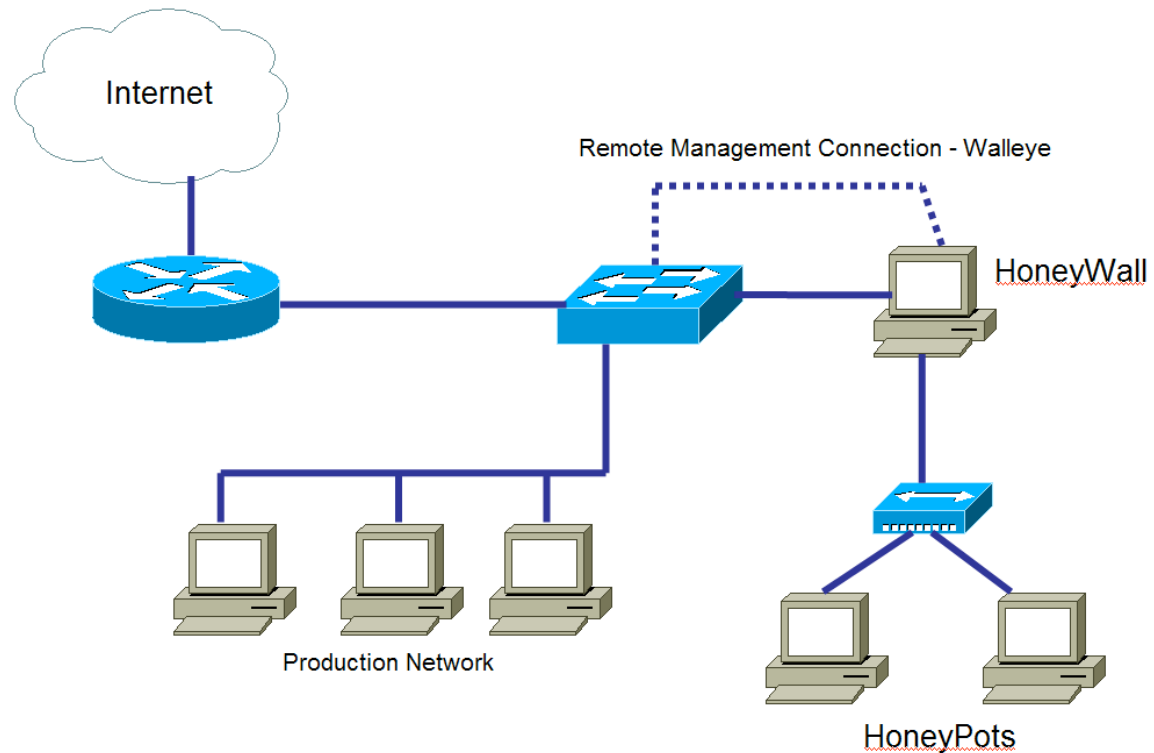 Internet
Remote Management Connection - Walleye
HoneyWall
Production Network
HoneyPots